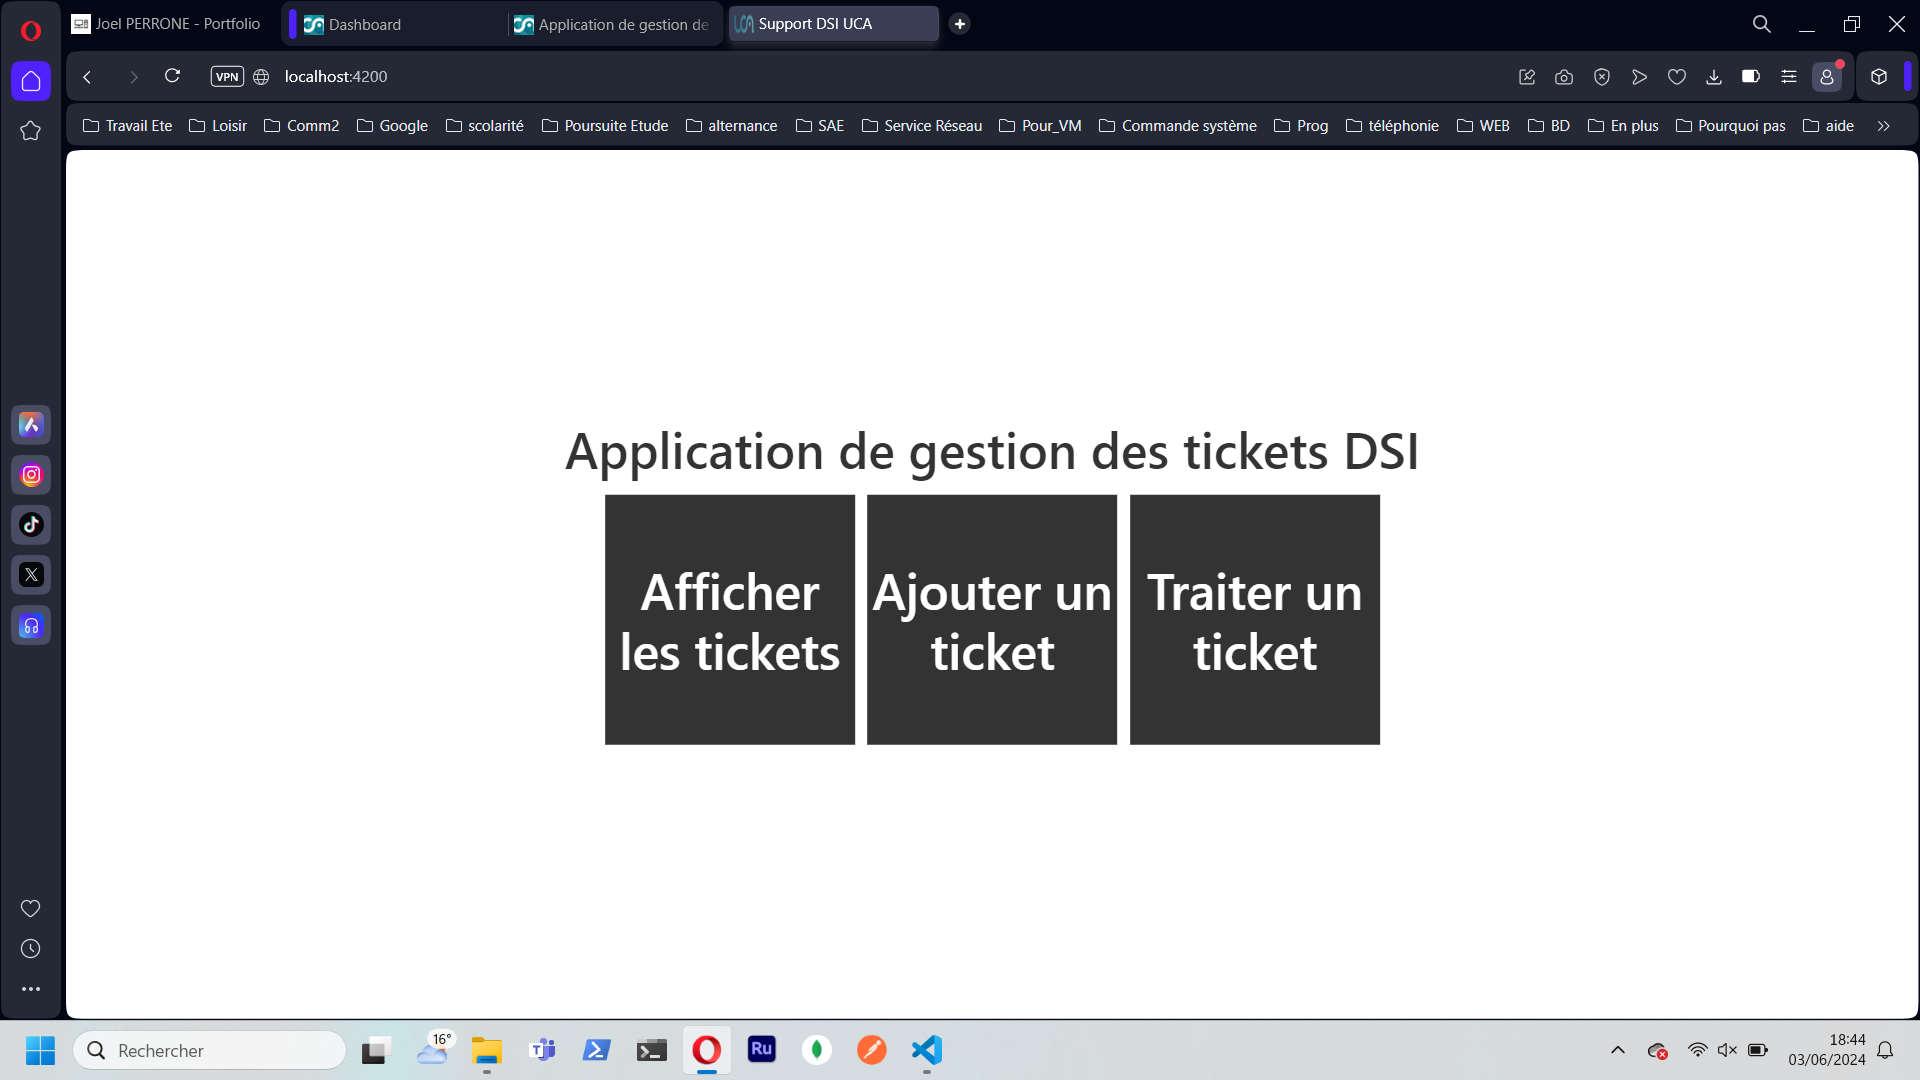 Joel PERRONE - Portfolio
Dashboard
Application de gestion de
Support DSI UCA
VPN
localhost:4200
Travail Ete
Loisir
Comm2
Google
scolarité
Poursuite Etude
alternance
SAE
Service Réseau
Pour_VM
Commande système
Prog
téléphonie
WEB
BD
En plus
Pourquoi pas
aide
Application de gestion des tickets DSI
Afficher
les tickets
Ajouter un
ticket
Traiter un
ticket
Rechercher
16°
Ru
18:44
03/06/2024